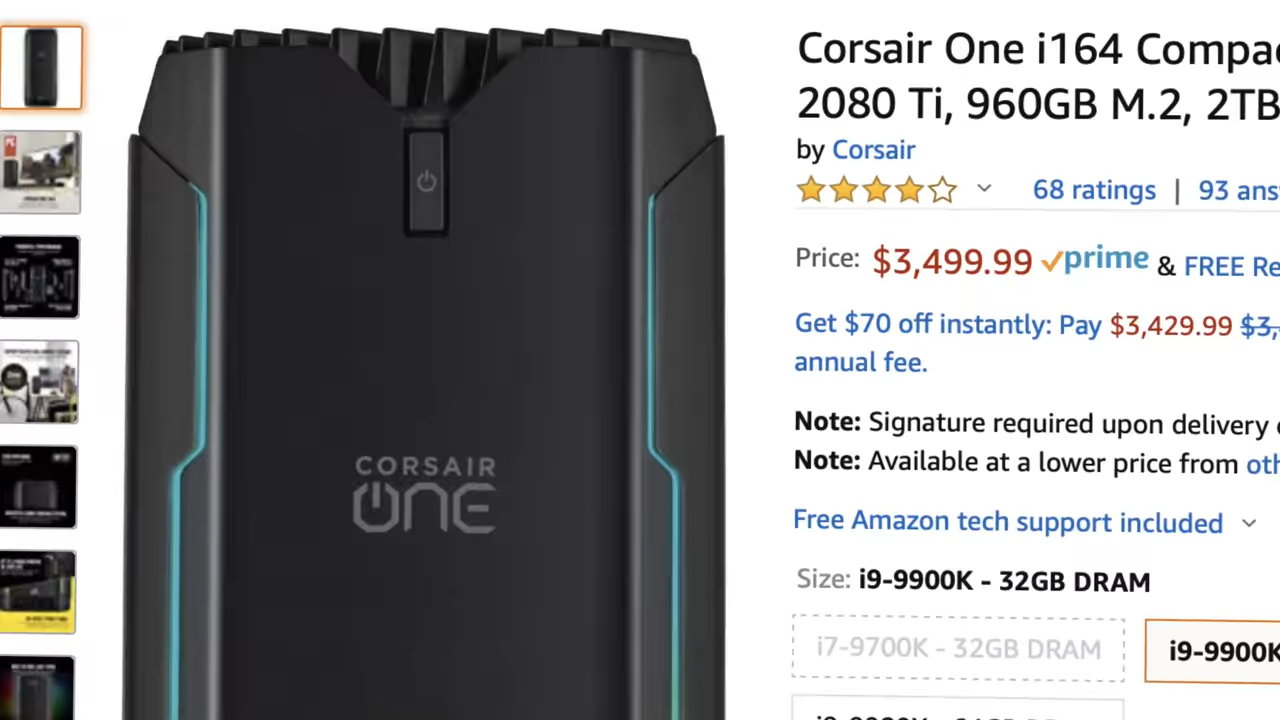 CORSAIR
ONE
Corsair One i164 Compac
2080 Ti, 960GB M.2, 2TB
by Corsair
68 ratings | 93 ans
Price: $3,499.99 prime & FREE Re
Get $70 off instantly: Pay $3,429.99 $3,
annual fee.
Note: Signature required upon delivery
Note: Available at a lower price from oth
Free Amazon tech support included
Size: i9-9900K - 32GB DRAM
i7-9700K - 32GB DRAM
i9-9900K